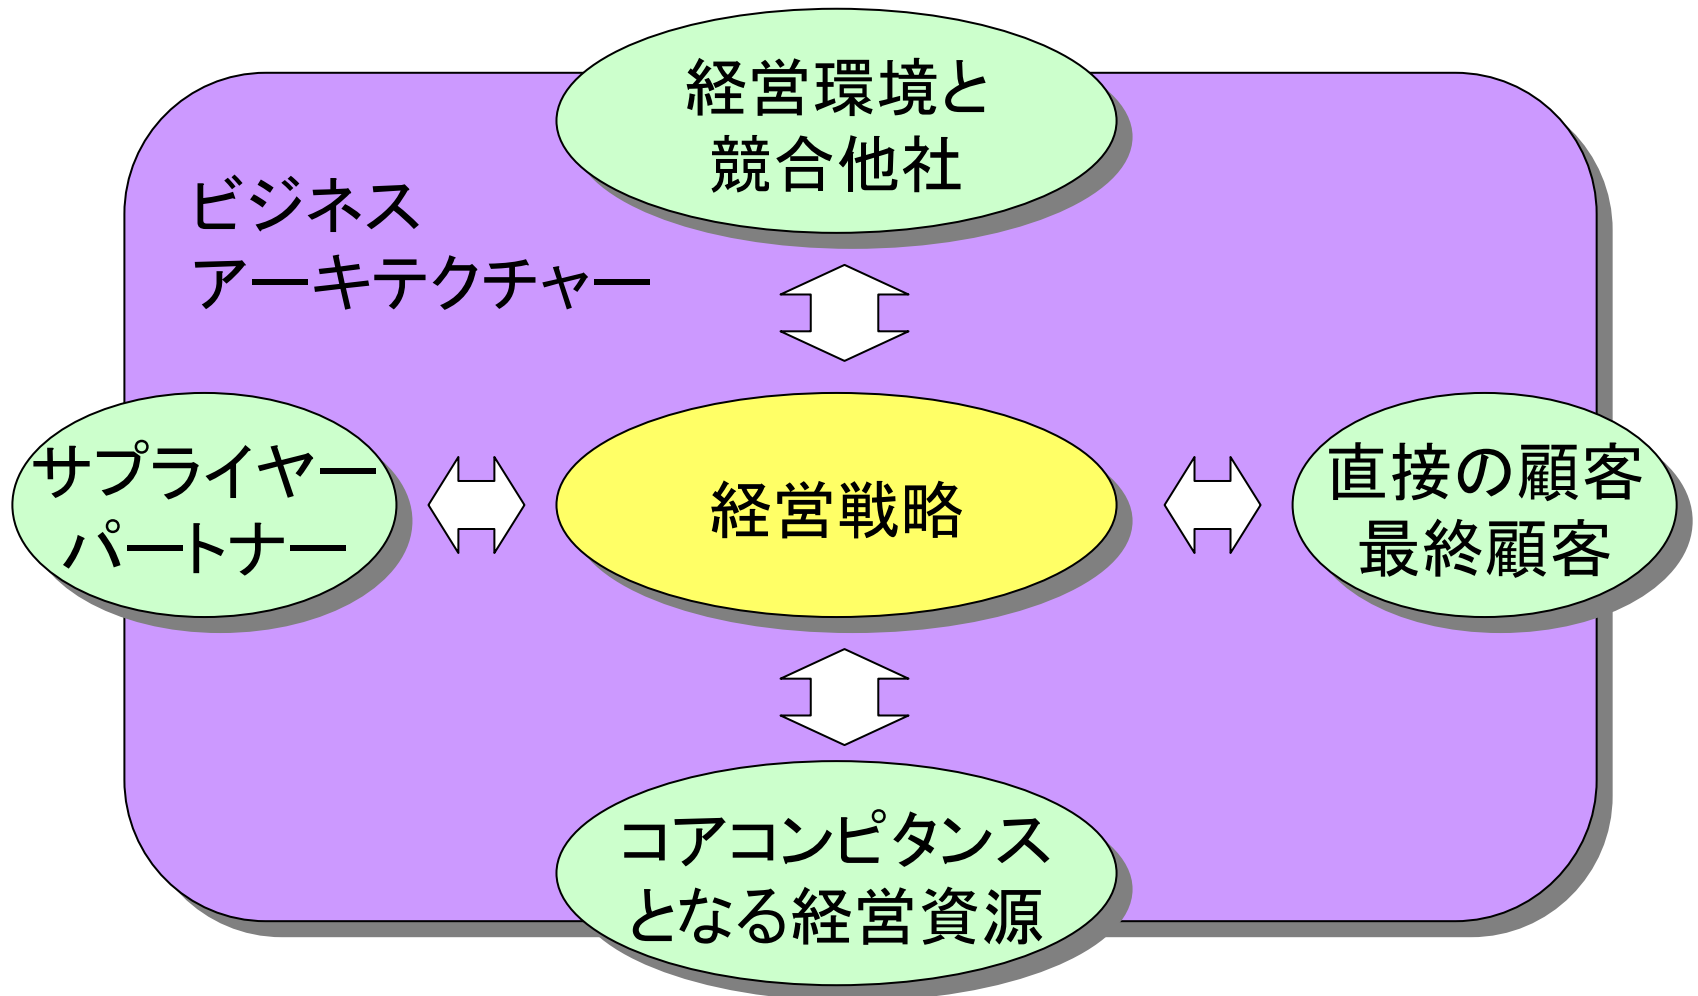 経営環境と
競合他社
ビジネス
アーキテクチャー
サプライヤー
パートナー
経営戦略
直接の顧客
最終顧客
コアコンピタンス
となる経営資源